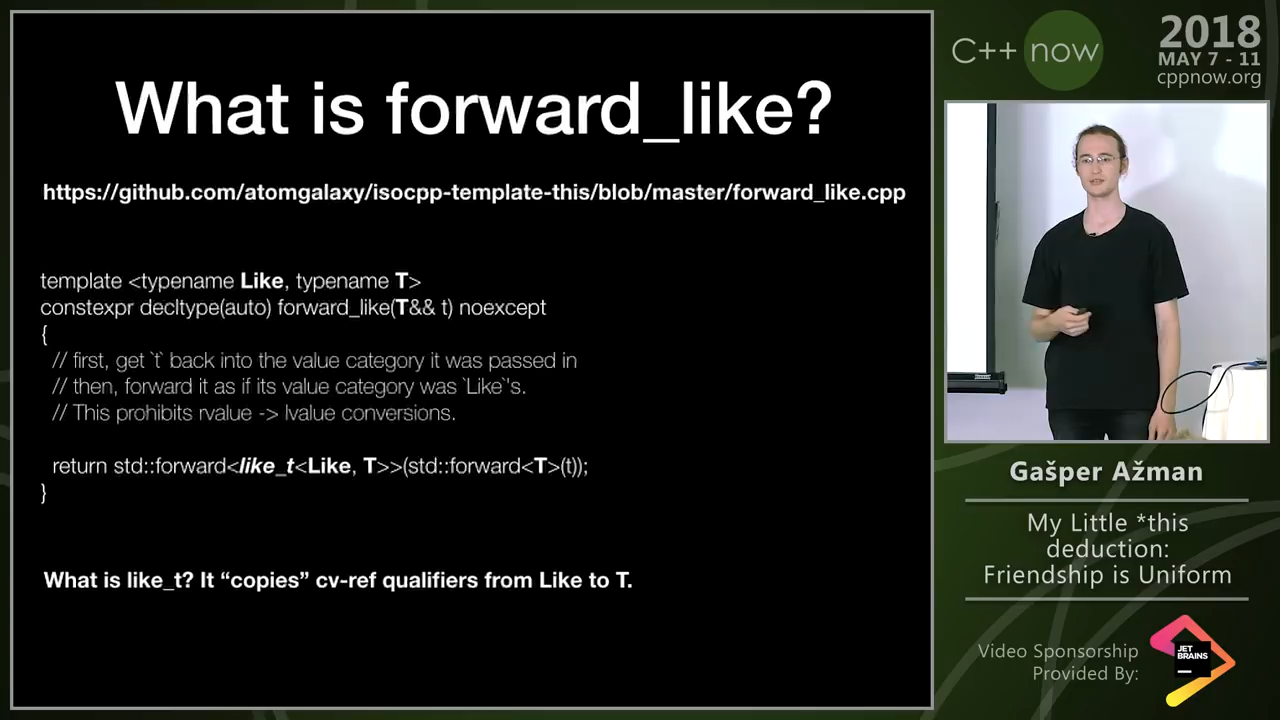 What is forward_like?
https://github.com/atomgalaxy/isocpp-template-this/blob/master/forward_like.cpp
template <typename Like, typename T>
constexpr decltype(auto) forward_like(T&& t) noexcept
{
// first, get `t` back into the value category it was passed in
// then, forward it as if its value category was `Like`'s.
// This prohibits rvalue -> lvalue conversions.
return std::forward<like_t<Like, T>>(std::forward<T>(t));
}
What is like_t? It “copies” cv-ref qualifiers from Like to T.
C++ now
2018
MAY 7 - 11
cppnow.org
Gašper Ažman
My Little *this
deduction:
Friendship is Uniform
Video Sponsorship
Provided By:
JET
BRAINS